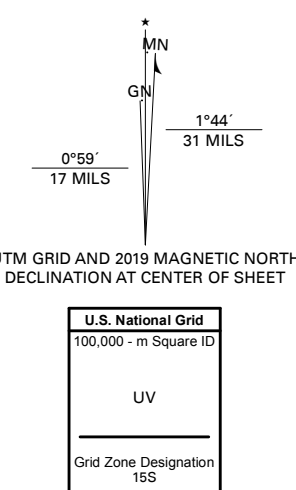 ★
MN
GN
1°44´
31 MILS
0°59´
17 MILS
UTM GRID AND 2019 MAGNETIC NORTH
DECLINATION AT CENTER OF SHEET
U.S. National Grid
100,000 - m Square ID
UV
Grid Zone Designation
15S